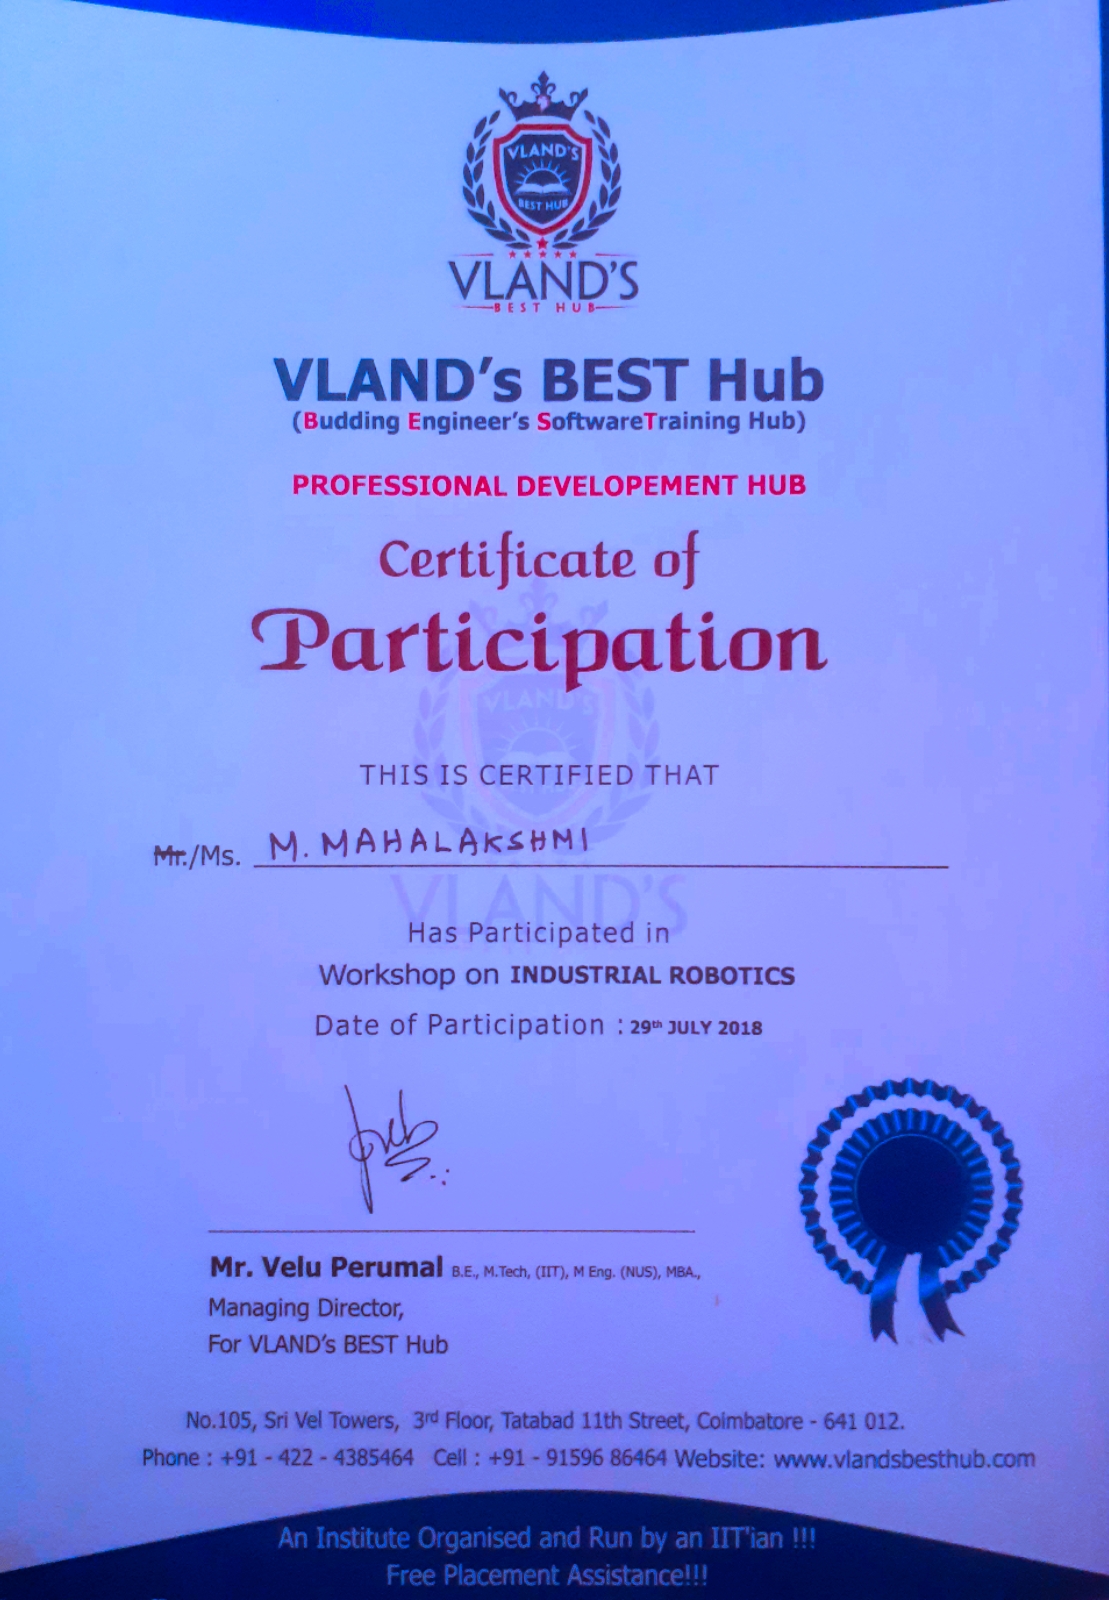 VLAND'S
BEST HUB
VLAND'S
BEST HUB
VLAND's BEST Hub
(Budding Engineer's SoftwareTraining Hub)
PROFESSIONAL DEVELOPEMENT HUB
Certificate of
Participation
VLAND'S
THIS IS CERTIFIED THAT
Mr./Ms. M. MAHALAKSHMI
VLAND'S
Has Participated in
Workshop on INDUSTRIAL ROBOTICS
Date of Participation : 29th JULY 2018
Mr. Velu Perumal B.E., M.Tech, (IIT), M Eng. (NUS), MBA.,
Managing Director,
For VLAND's BEST Hub
No.105, Sri Vel Towers, 3rd Floor, Tatabad 11th Street, Coimbatore - 641 012.
Phone : +91 - 422 - 4385464 Cell : +91 - 91596 86464 Website: www.vlandsbesthub.com
An Institute Organised and Run by an IIT'ian !!!
Free Placement Assistance!!!